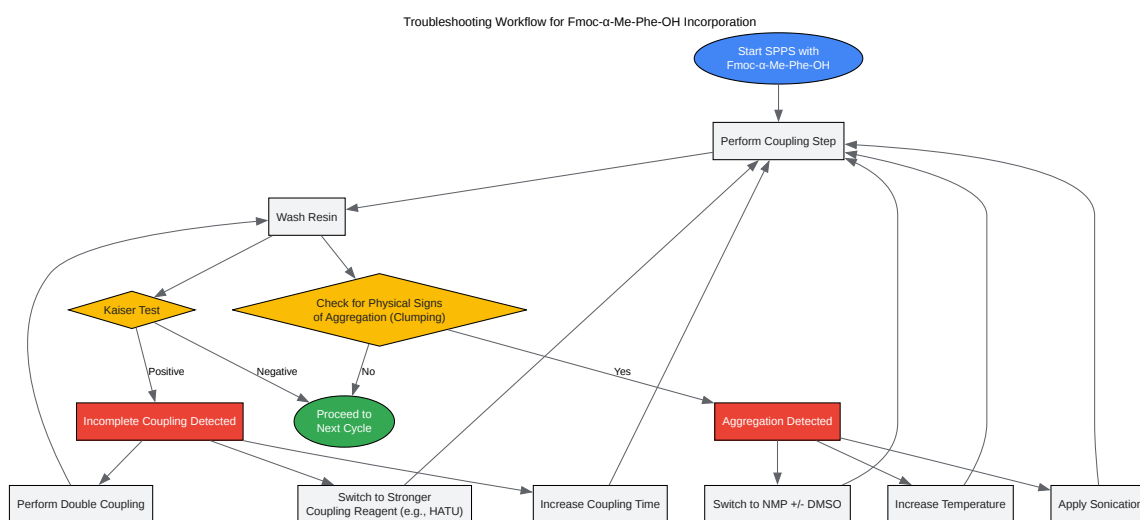 Troubleshooting Workflow for Fmoc-α-Me-Phe-OH Incorporation
Start SPPS with
Fmoc-α-Me-Phe-OH
Perform Coupling Step
Wash Resin
Kaiser Test
Check for Physical Signs
of Aggregation (Clumping)
Positive
Negative
No
Yes
Incomplete Coupling Detected
Proceed to
Next Cycle
Aggregation Detected
Perform Double Coupling
Switch to Stronger
Coupling Reagent (e.g., HATU)
Increase Coupling Time
Switch to NMP +/- DMSO
Increase Temperature
Apply Sonication